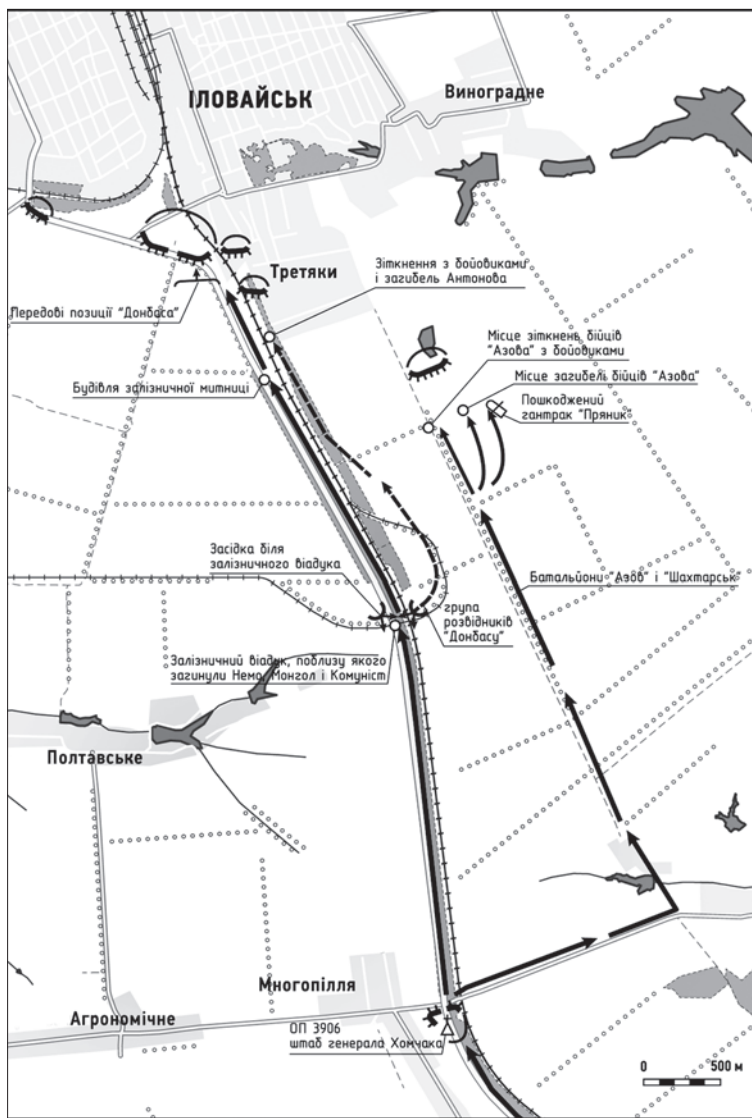 ІЛОВАЙСЬК
Виноградне
Третяки
Зіткнення з бойовиками
і загибель Антонова
Передові позиції "Донбаса"
Місце зіткнень бійців
"Азова" з бойовиками
Місце загибелі бійців "Азова"
Будівля залізничної митниці
Пошкоджений
гантрак "Пряник"
Засідка біля
залізничного віадука
Батальйони "Азов" і "Шахтарськ"
група
розвідників
"Донбасу"
Залізничний віадук, поблизу якого
загинули Немо, Монгол і Комуніст
Полтавське
Многопілля
Агрономічне
ОП 3906
штаб генерала Хомчака
0 500 м